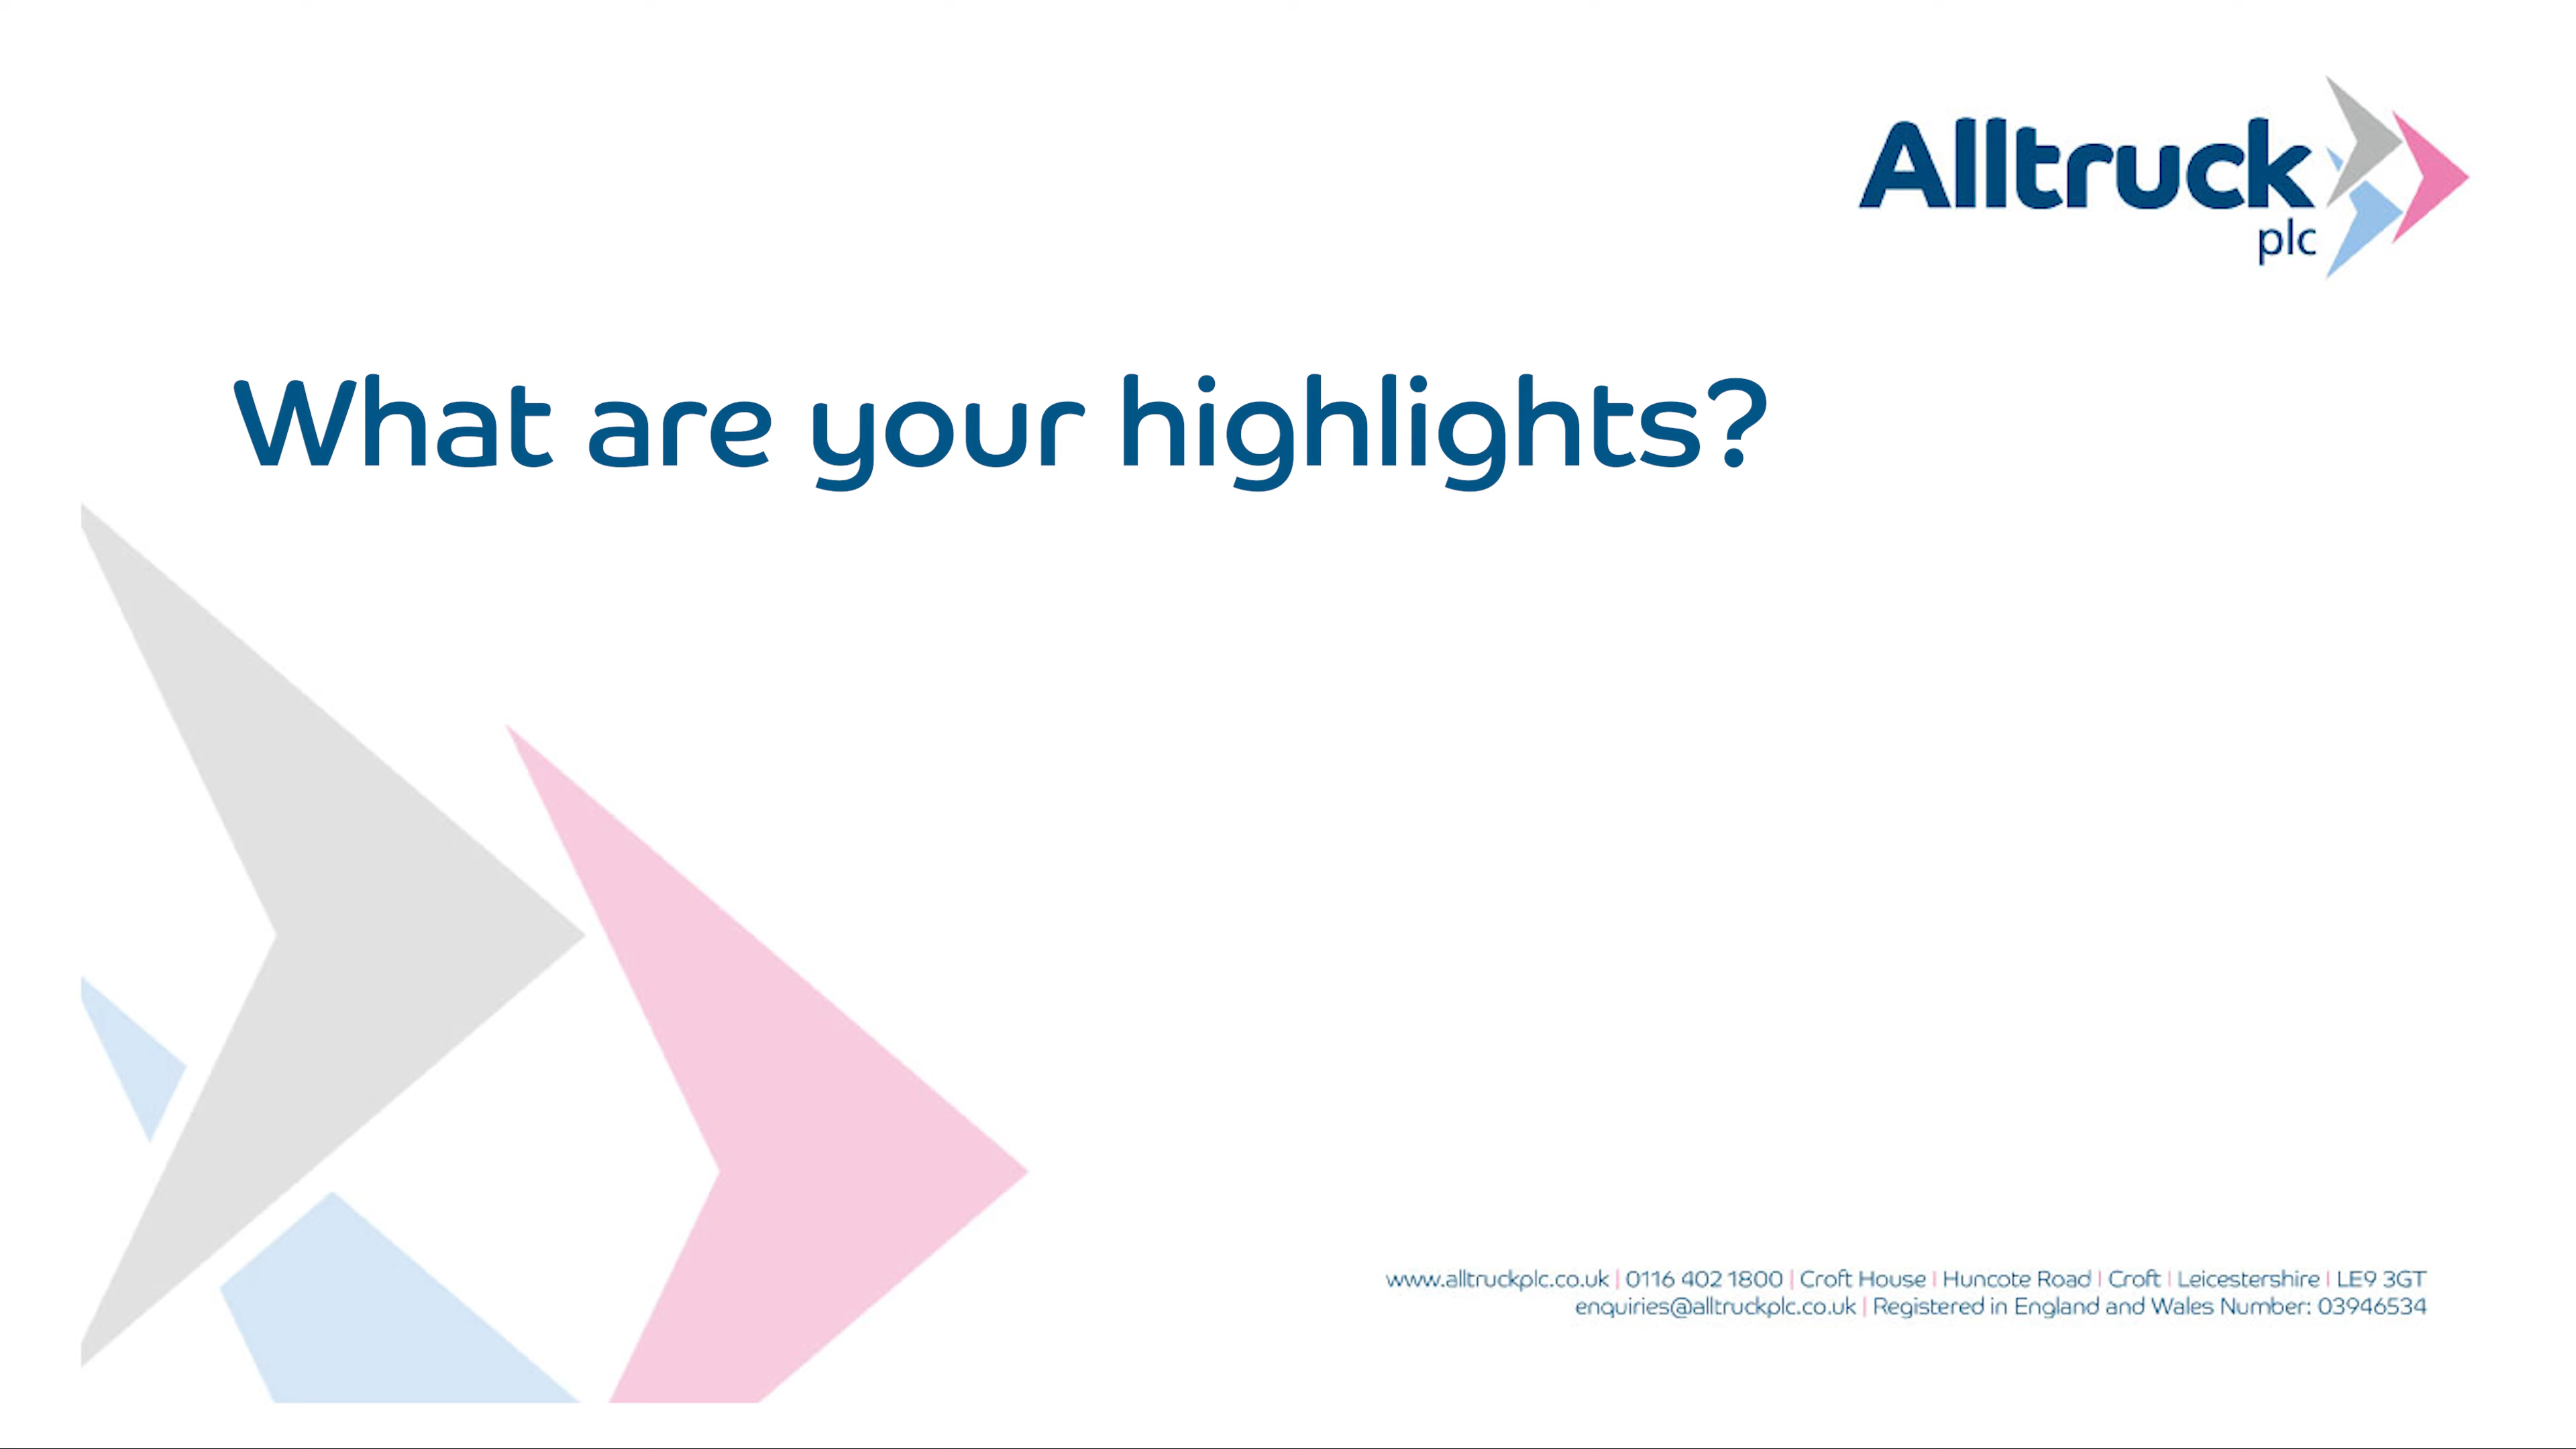 Alltruck
plc
What are your highlights?
www.alltruckplc.co.uk | 0116 402 1800 | Croft House | Huncote Road | Croft | Leicestershire | LE9 3GT
enquiries@alltruckplc.co.uk | Registered in England and Wales Number: 03946534